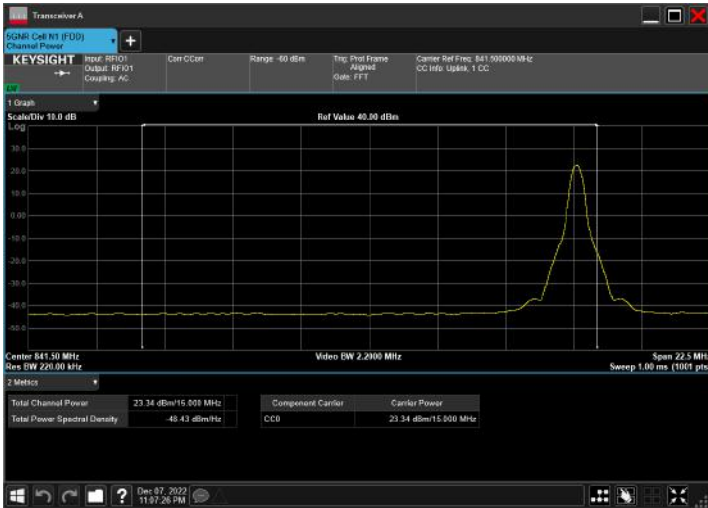 Transceiver A
5GNR Cell N1 (FDD)
Channel Power
KEYSIGHT
Input: RFIO1
Output: RFIO1
Coupling: AC
Corr CCorr
Range: -60 dBm
Trig: Prot Frame
Aligned
Gate: FFT
Carrier Ref Freq: 841.500000 MHz
CC Info: Uplink, 1 CC
1 Graph
Scale/Div 10.0 dB
Ref Value 40.00 dBm
Log
30.0
20.0
10.0
0.00
-10.0
-20.0
-30.0
-40.0
-50.0
Center 841.50 MHz
Video BW 2.2000 MHz
Span 22.5 MHz
Res BW 220.00 kHz
Sweep 1.00 ms (1001 pts
2 Metrics
Total Channel Power
23.34 dBm/15.000 MHz
Total Power Spectral Density
-48.43 dBm/Hz
Component Carrier
Carrier Power
CC0
23.34 dBm/15.000 MHz
?
Dec 07, 2022
11:07:26 PM